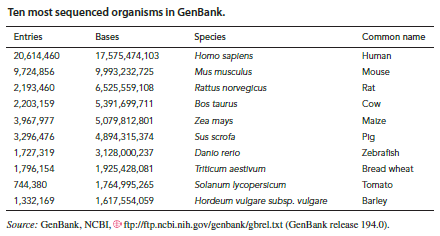 Ten most sequenced organisms in GenBank.
Entries Bases Species Common name
20,614,460 17,575,474,103 Homo sapiens Human
9,724,856 9,993,232,725 Mus musculus Mouse
2,193,460 6,525,559,108 Rattus norvegicus Rat
2,203,159 5,391,699,711 Bos taurus Cow
3,967,977 5,079,812,801 Zea mays Maize
3,296,476 4,894,315,374 Sus scrofa Pig
1,727,319 3,128,000,237 Danio rerio Zebrafish
1,796,154 1,925,428,081 Triticum aestivum Bread wheat
744,380 1,764,995,265 Solanum lycopersicum Tomato
1,332,169 1,617,554,059 Hordeum vulgare subsp. vulgare Barley
Source: GenBank, NCBI, ftp://ftp.ncbi.nih.gov/genbank/gbrel.txt (GenBank release 194.0).